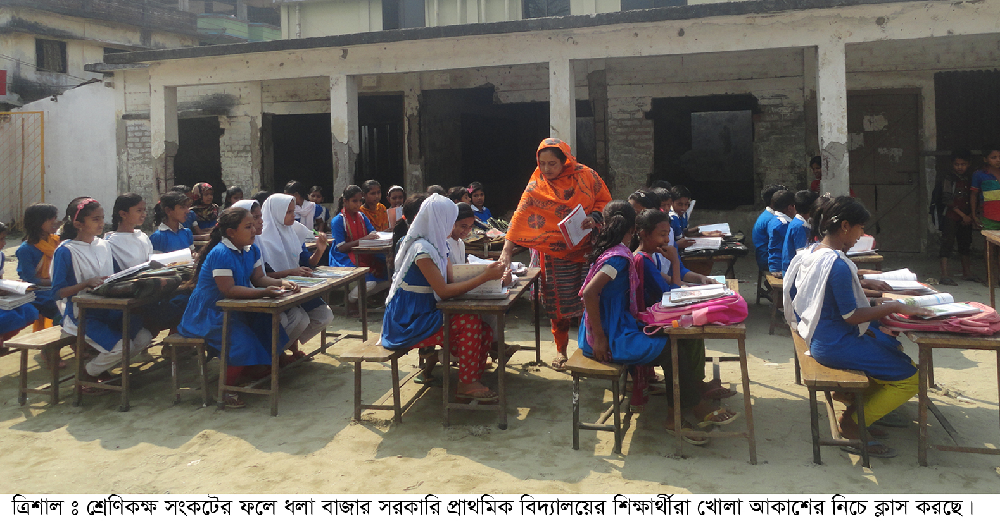 ত্রিশাল ঃ শ্রেণিকক্ষ সংকটের ফলে ধলা বাজার সরকারি প্রাথমিক বিদ্যালয়ের শিক্ষার্থীরা খোলা আকাশের নিচে ক্লাস করছে।